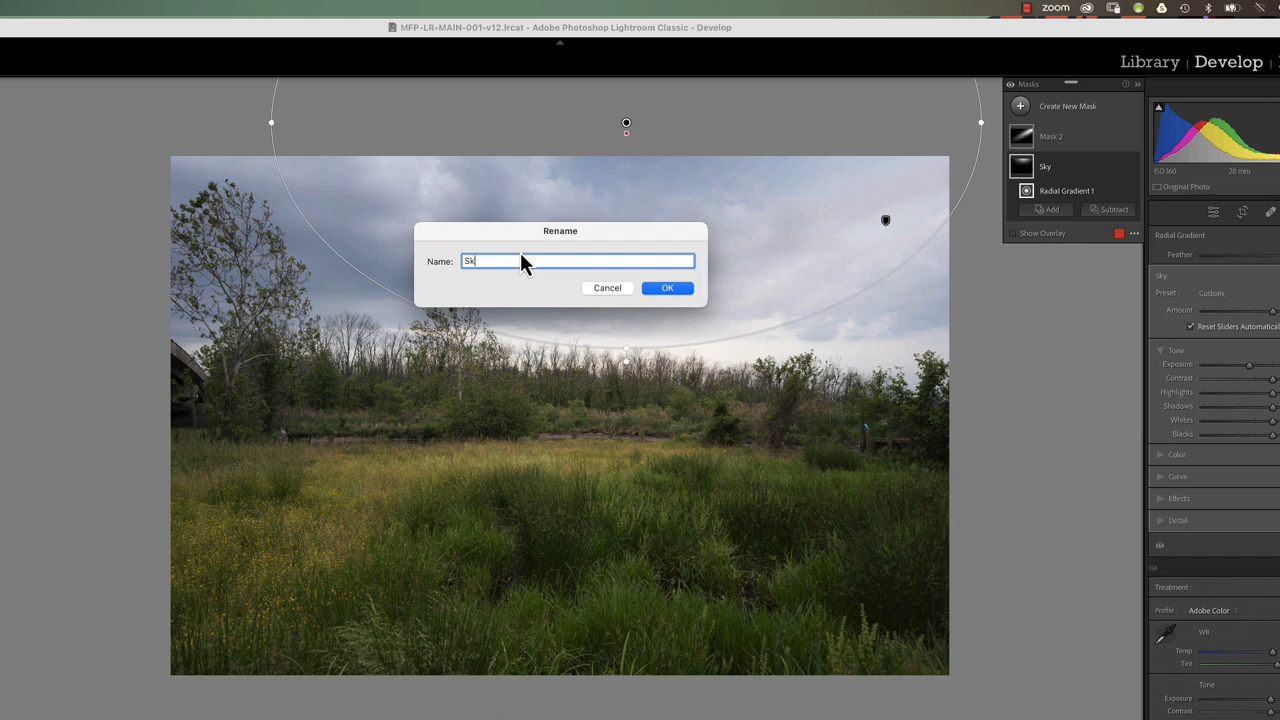 zoom
MFP-LR-MAIN-001-v12.lrcat - Adobe Photoshop Lightroom Classic - Develop
Library | Develop |
Masks
Create New Mask
Mask 2
Sky
Radial Gradient 1
Add Subtract
Show Overlay
ISO 160 28 mm
Original Photo
Radial Gradient
Feather
Sky
Preset : Custom
Amount
Reset Sliders Automatica
Tone
Exposure
Contrast
Highlights
Shadows
Whites
Blacks
Color
Curve
Effects
Detail
Treatment :
Profile : Adobe Color
WB :
Temp
Tint
Tone
Exposure
Contrast
Rename
Name: Sk
Cancel OK